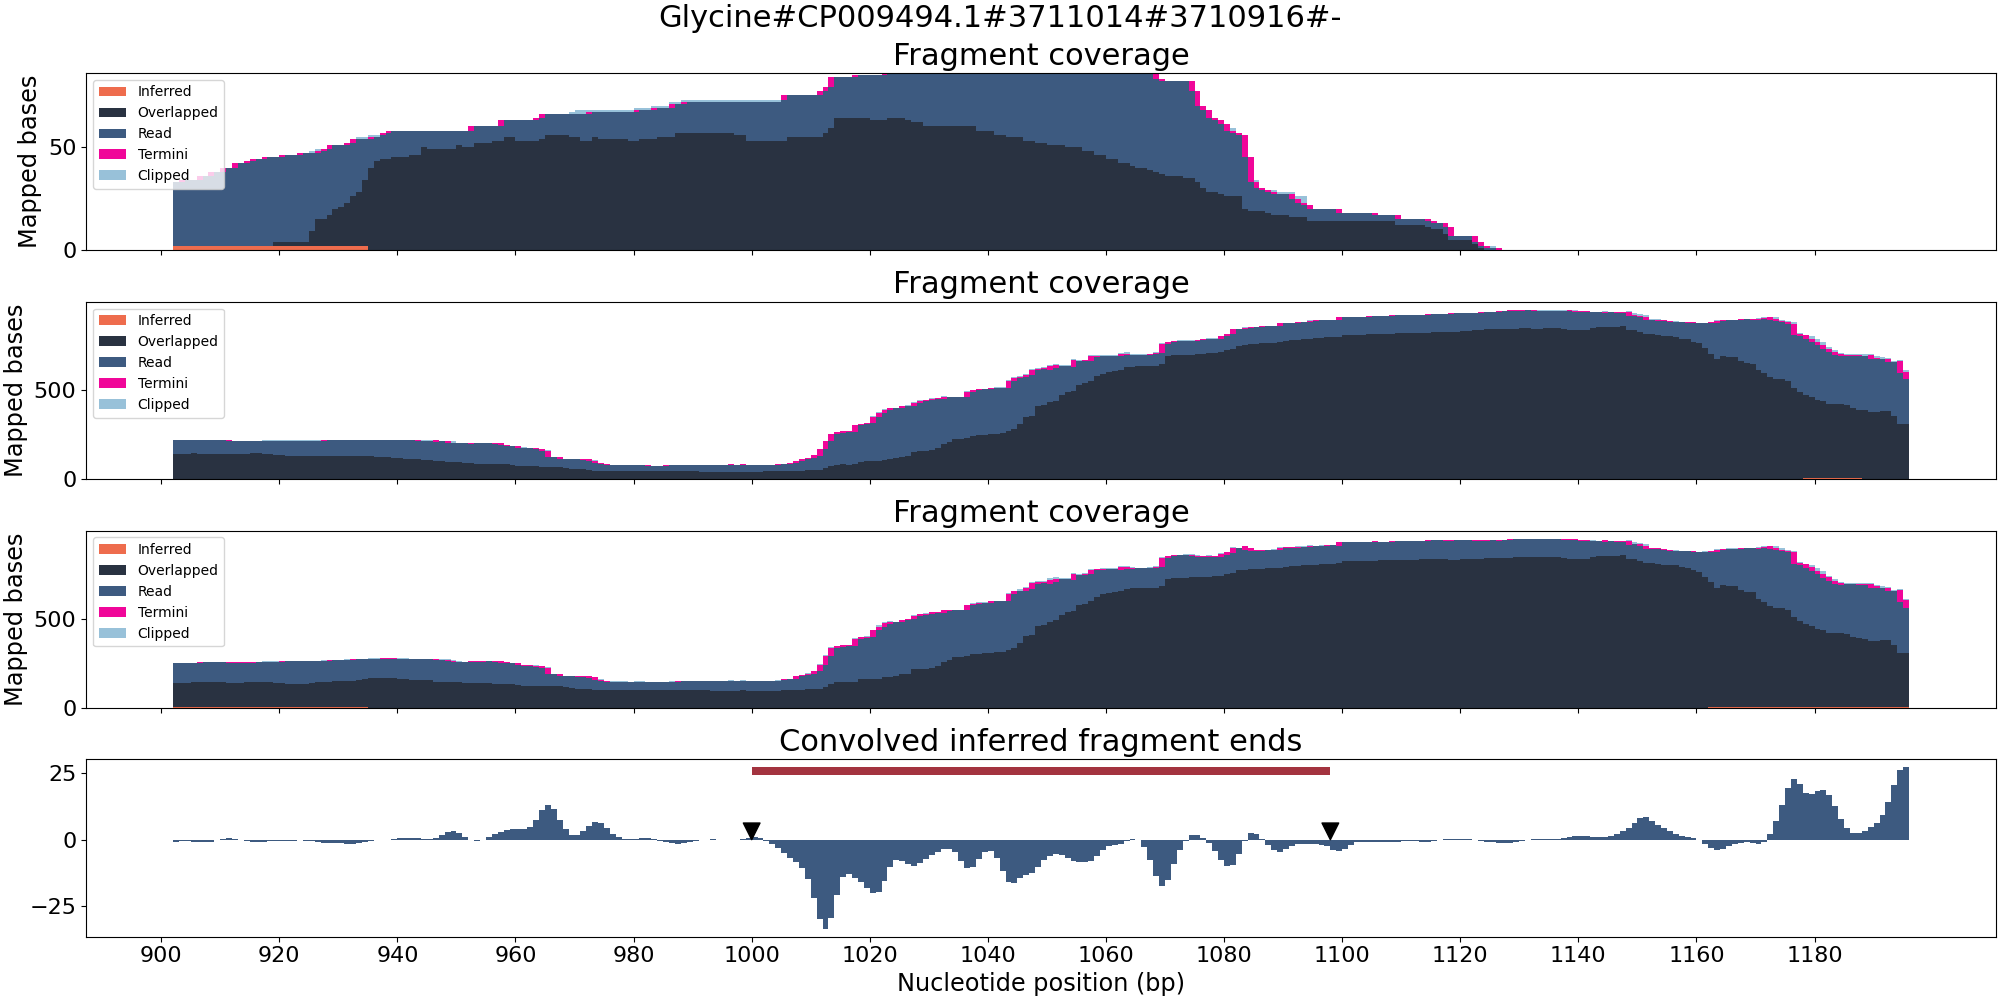 Glycine#CP009494.1#3711014#3710916#-
Fragment coverage
Mapped bases
50
0
Inferred
Overlapped
Read
Termini
Clipped
Fragment coverage
Mapped bases
500
0
Inferred
Overlapped
Read
Termini
Clipped
Fragment coverage
Mapped bases
500
0
Inferred
Overlapped
Read
Termini
Clipped
Convolved inferred fragment ends
25
0
−25
900 920 940 960 980 1000 1020 1040 1060 1080 1100 1120 1140 1160 1180
Nucleotide position (bp)